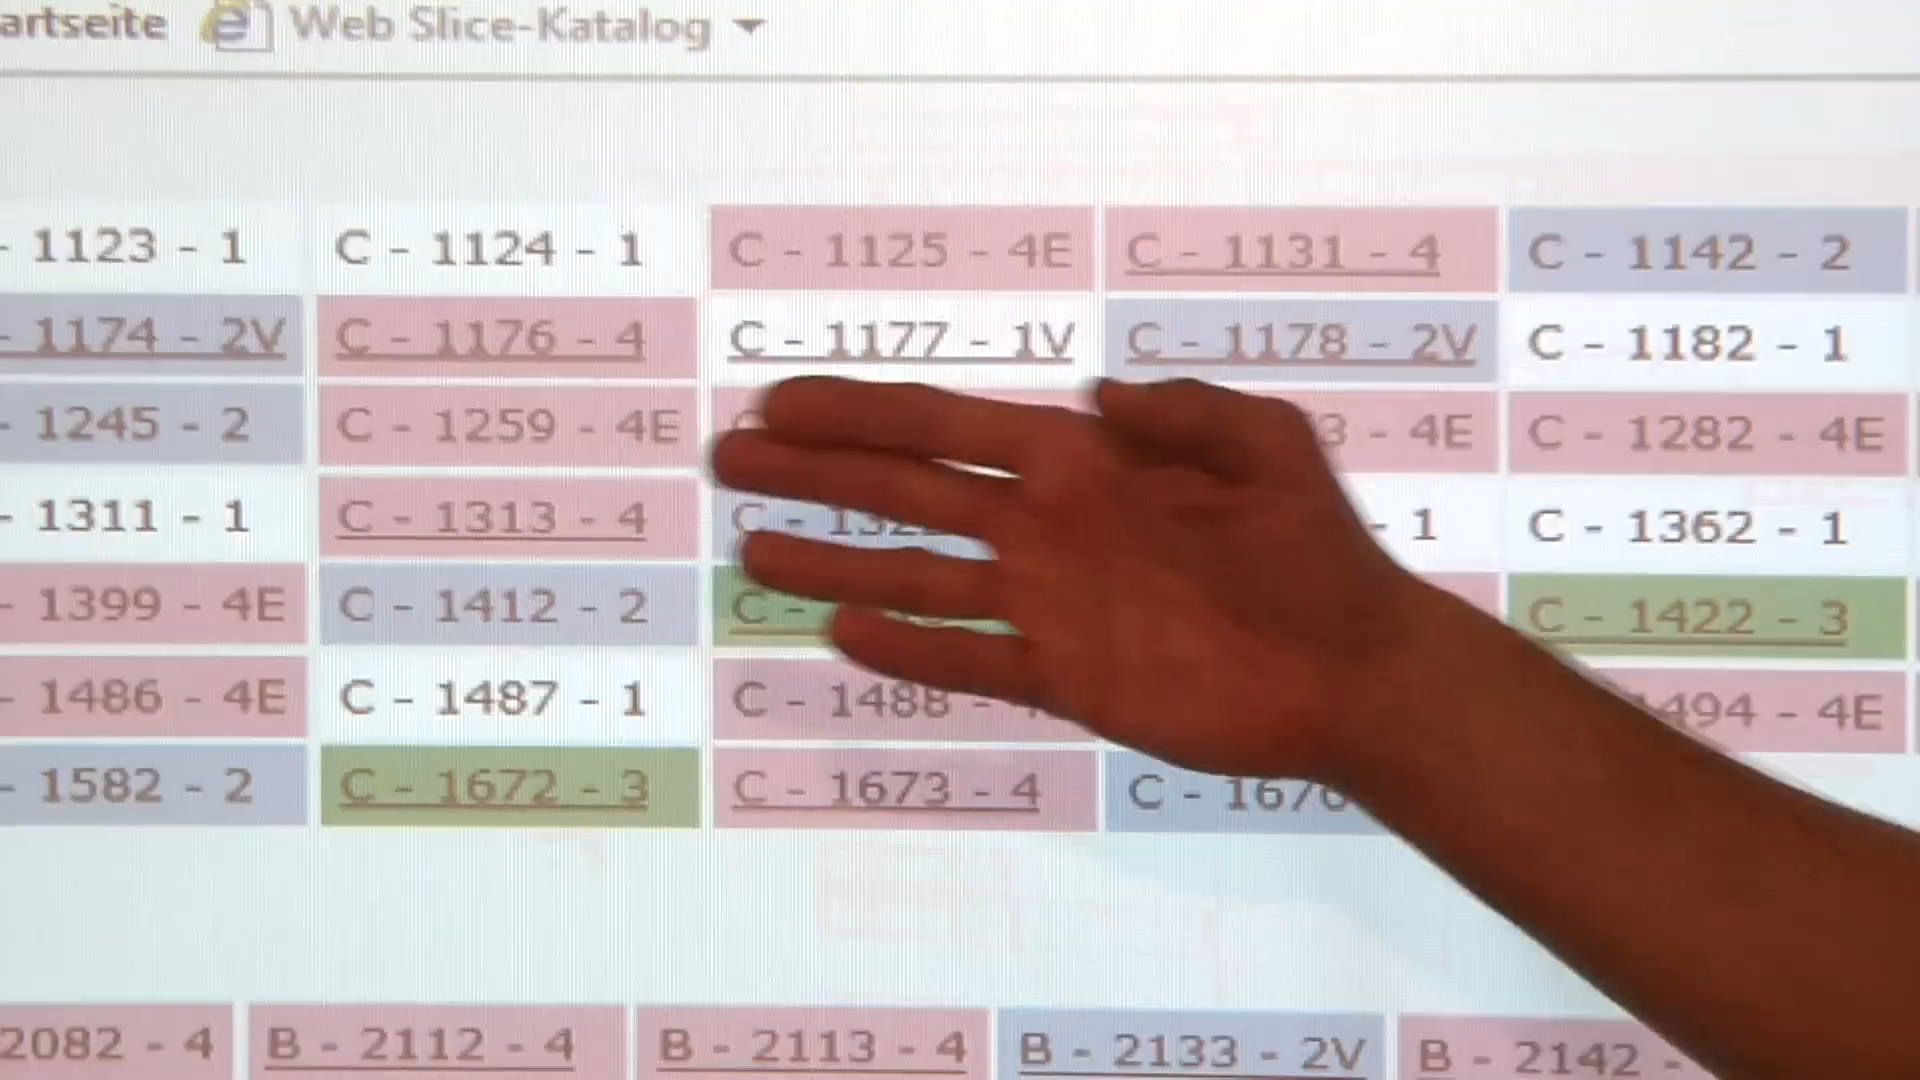 artseite Web Slice-Katalog
- 1123 - 1 C - 1124 - 1 C - 1125 - 4E C - 1131 - 4 C - 1142 - 2
- 1174 - 2V C - 1176 - 4 C - 1177 - 1V C - 1178 - 2V C - 1182 - 1
- 1245 - 2 C - 1259 - 4E 3 - 4E C - 1282 - 4E
- 1311 - 1 C - 1313 - 4 C - - 1 C - 1362 - 1
- 1399 - 4E C - 1412 - 2 C - C - 1422 - 3
- 1486 - 4E C - 1487 - 1 C - 1488 - 494 - 4E
- 1582 - 2 C - 1672 - 3 C - 1673 - 4 C - 1676
2082 - 4 B - 2112 - 4 B - 2113 - 4 B - 2133 - 2V B - 2142 -